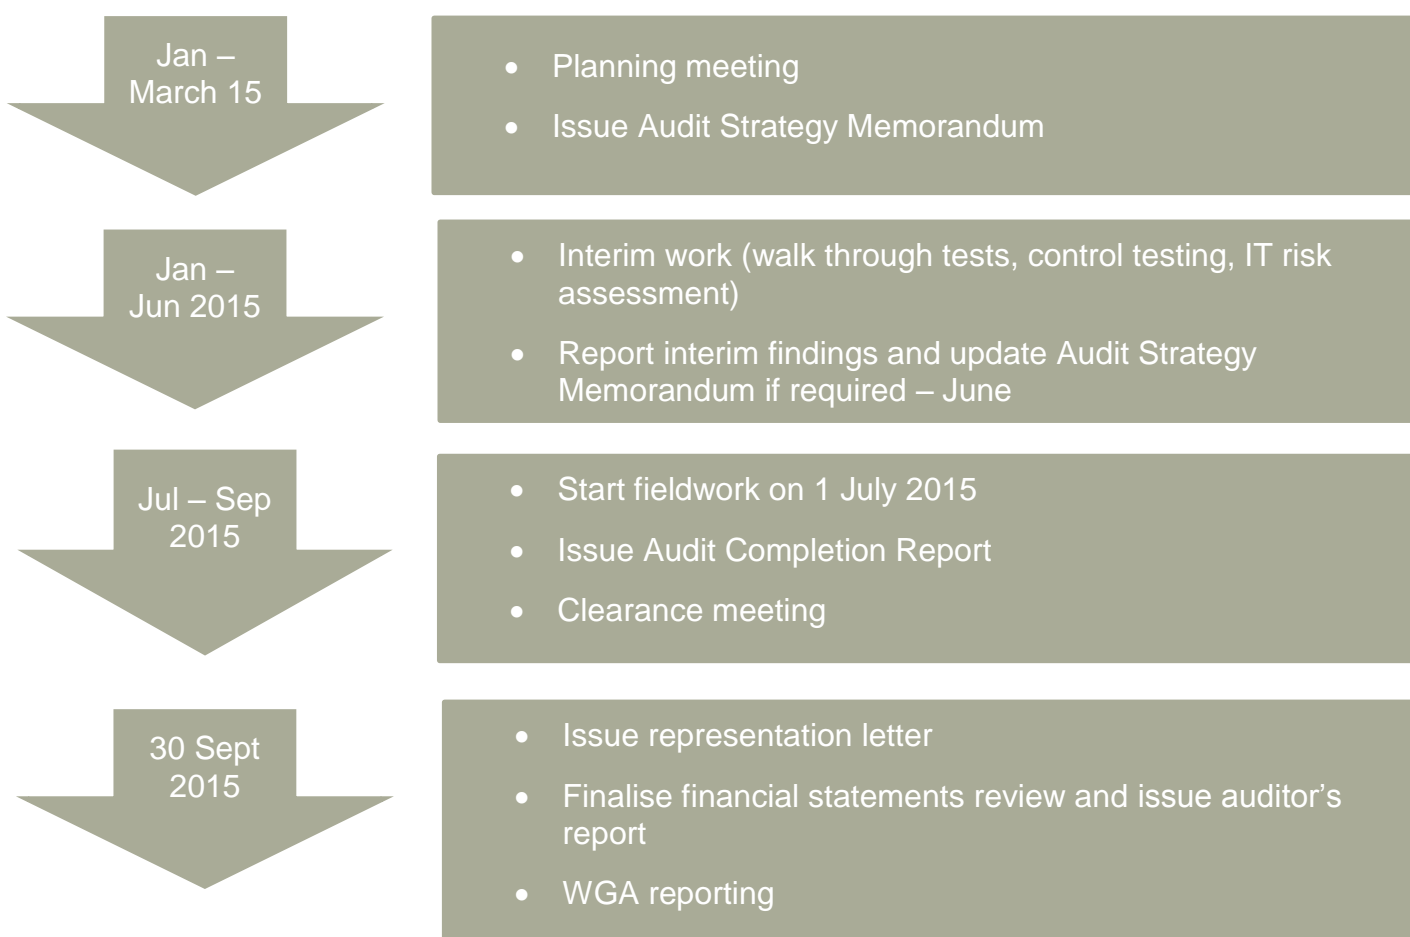 Jan –
March 15
• Planning meeting
• Issue Audit Strategy Memorandum
Jan –
Jun 2015
• Interim work (walk through tests, control testing, IT risk
assessment)
• Report interim findings and update Audit Strategy
Memorandum if required – June
Jul – Sep
2015
• Start fieldwork on 1 July 2015
• Issue Audit Completion Report
• Clearance meeting
30 Sept
2015
• Issue representation letter
• Finalise financial statements review and issue auditor’s
report
• WGA reporting